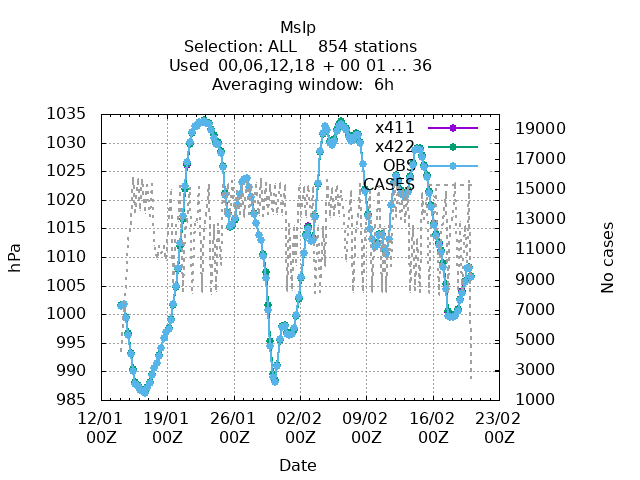 Mslp
Selection: ALL    854 stations
Used  00,06,12,18  + 00 01 ... 36
Averaging window:  6h
1035
1030
1025
1020
1015
1010
1005
1000
995
990
985
hPa
x411
x422
OBS
CASES
19000
17000
15000
13000
11000
9000
7000
5000
3000
1000
No cases
12/01 19/01 26/01 02/02 09/02 16/02 23/02
00Z 00Z 00Z 00Z 00Z 00Z 00Z
Date